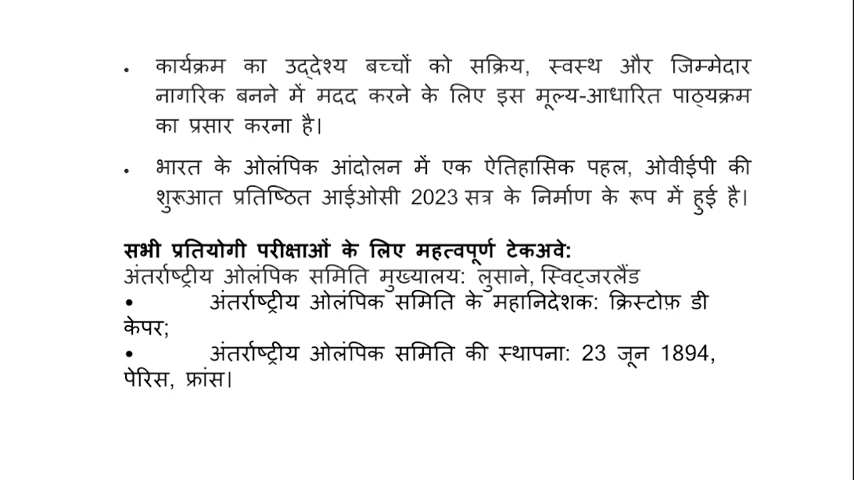 • कार्यक्रम का उद्देश्य बच्चों को सक्रिय, स्वस्थ और जिम्मेदार
नागरिक बनने में मदद करने के लिए इस मूल्य-आधारित पाठ्यक्रम
का प्रसार करना है।
• भारत के ओलंपिक आंदोलन में एक ऐतिहासिक पहल, ओवीईपी की
शुरूआत प्रतिष्ठित आईओसी 2023 सत्र के निर्माण के रूप में हुई है।
सभी प्रतियोगी परीक्षाओं के लिए महत्वपूर्ण टेकअवे:
अंतर्राष्ट्रीय ओलंपिक समिति मुख्यालय: लुसाने, स्विट्जरलैंड
• अंतर्राष्ट्रीय ओलंपिक समिति के महानिदेशक: क्रिस्टोफ़ डी
केपर;
• अंतर्राष्ट्रीय ओलंपिक समिति की स्थापना: 23 जून 1894,
पेरिस, फ्रांस।